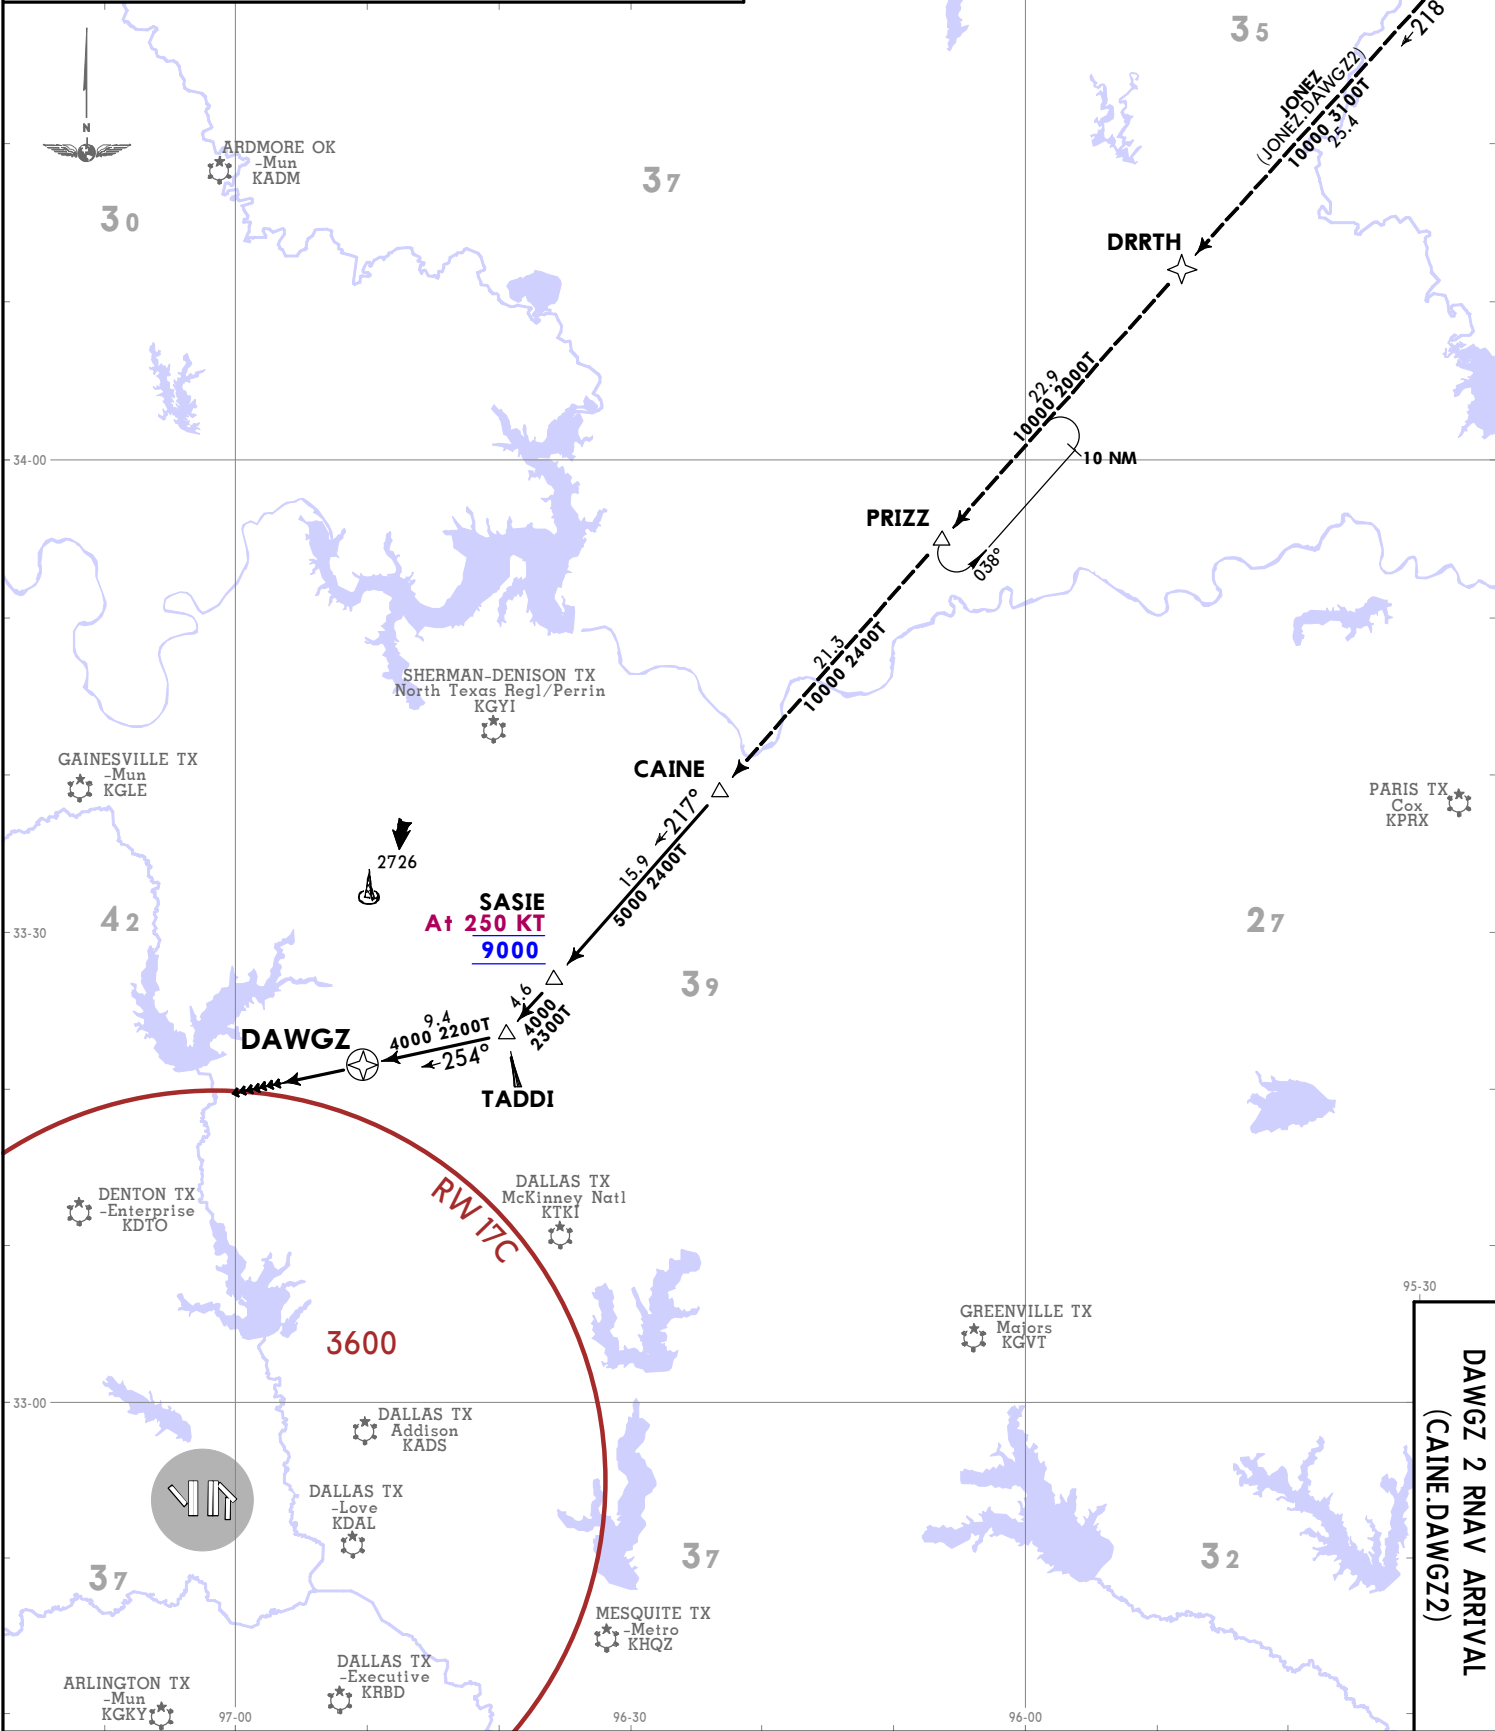 35
←218
JONEZ
(JONEZ.DAWGZ2)
10000 3100T
25.4
N
ARDMORE OK
-Mun
KADM
37
30
DRRTH
22.9
10000 2000T
34-00
10 NM
PRIZZ
038°
21.3
10000 2400T
SHERMAN-DENISON TX
North Texas Regl/Perrin
KGYI
GAINESVILLE TX
-Mun
KGLE
CAINE
PARIS TX
Cox
KPRX
←217°
15.9
5000 2400T
2726
SASIE
At 250 KT
9000
42
27
33-30
39
4.6
4000
2300T
9.4
4000 2200T
←254°
DAWGZ
TADDI
DENTON TX
-Enterprise
KDTO
RW 17C
DALLAS TX
McKinney Natl
KTKI
95-30
GREENVILLE TX
Majors
KGVT
3600
33-00
DALLAS TX
Addison
KADS
DAWGZ 2 RNAV ARRIVAL
(CAINE.DAWGZ2)
DALLAS TX
-Love
KDAL
37
37
32
MESQUITE TX
-Metro
KHQZ
DALLAS TX
-Executive
KRBD
ARLINGTON TX
-Mun
KGKY
97-00
96-30
96-00